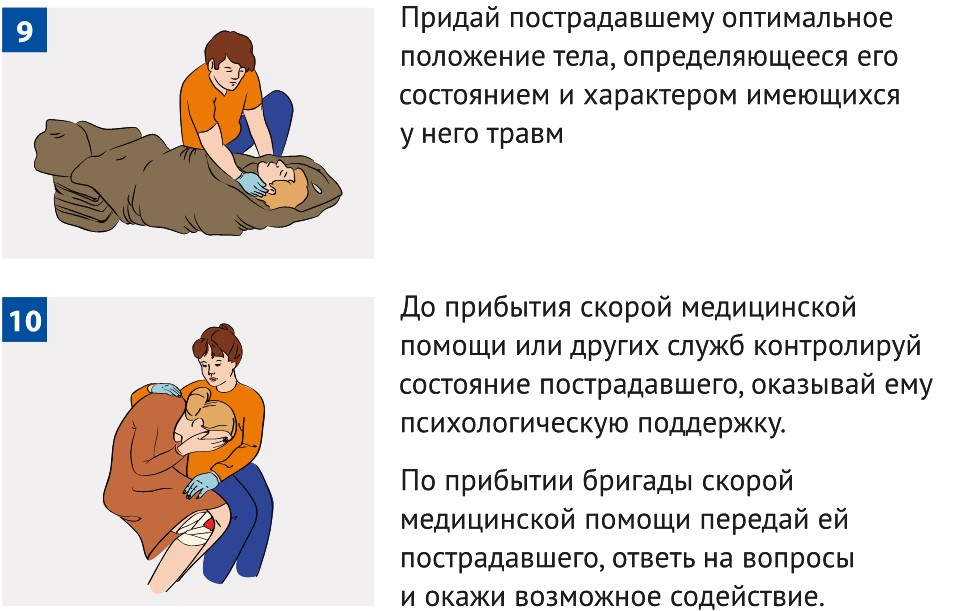 9
Придай пострадавшему оптимальное
положение тела, определяющееся его
состоянием и характером имеющихся
у него травм
10
До прибытия скорой медицинской
помощи или других служб контролируй
состояние пострадавшего, оказывай ему
психологическую поддержку.
По прибытии бригады скорой
медицинской помощи передай ей
пострадавшего, ответь на вопросы
и окажи возможное содействие.